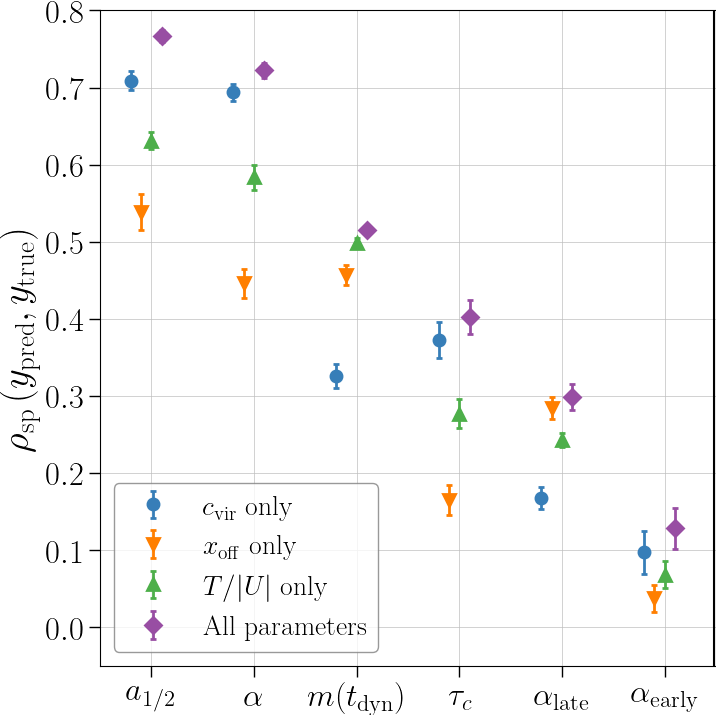 ρsp(ypred, ytrue)
0.8
0.7
0.6
0.5
0.4
0.3
0.2
0.1
0.0
cvir only
xoff only
T/|U| only
All parameters
a1/2 α m(tdyn) τc αlate αearly